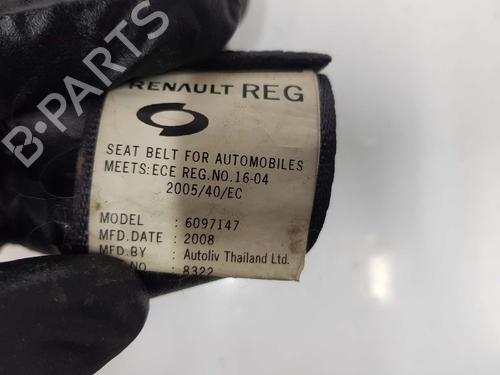 RENAULT REG
SEAT BELT FOR AUTOMOBILES
MEETS:ECE REG.NO.16-04
2005/40/EC
MODEL : 6097147
MFD.DATE : 2008
MFD.BY : Autoliv Thailand Ltd.
NO. : 8322